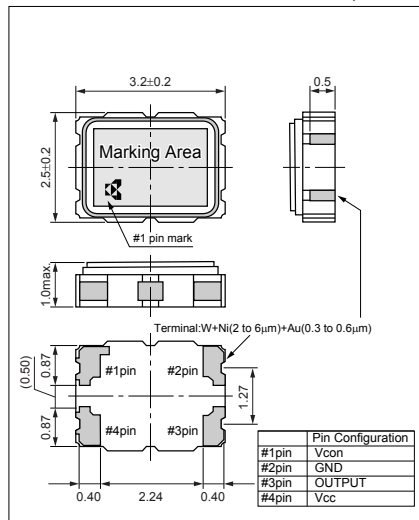 3.2±0.2
0.5
2.5±0.2
Marking Area
#1 pin mark
1.0max.
Terminal:W+Ni(2 to 6μm)+Au(0.3 to 0.6μm)
(0.50)
0.87
#1pin
#2pin
1.27
0.87
#4pin
#3pin
0.40
2.24
0.40
Pin Configuration
#1pin Vcon
#2pin GND
#3pin OUTPUT
#4pin Vcc